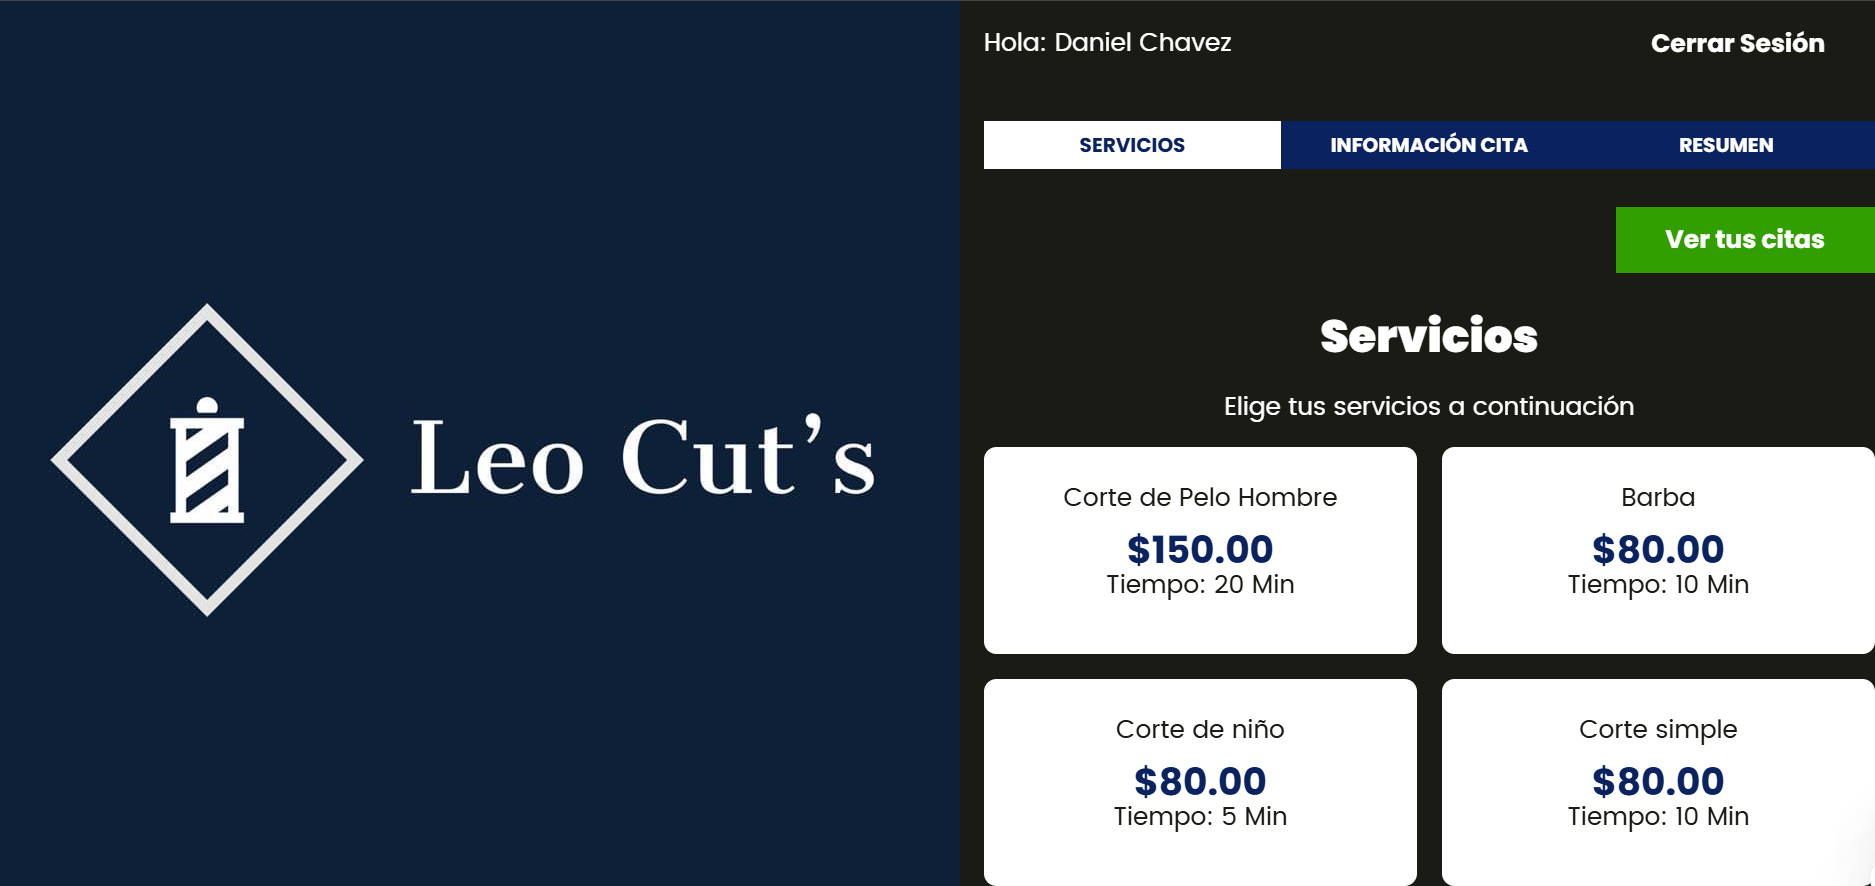 Leo Cut's
Hola: Daniel Chavez
Cerrar Sesión
SERVICIOS
INFORMACIÓN CITA
RESUMEN
Ver tus citas
Servicios
Elige tus servicios a continuación
Corte de Pelo Hombre
$150.00
Tiempo: 20 Min
Barba
$80.00
Tiempo: 10 Min
Corte de niño
$80.00
Tiempo: 5 Min
Corte simple
$80.00
Tiempo: 10 Min